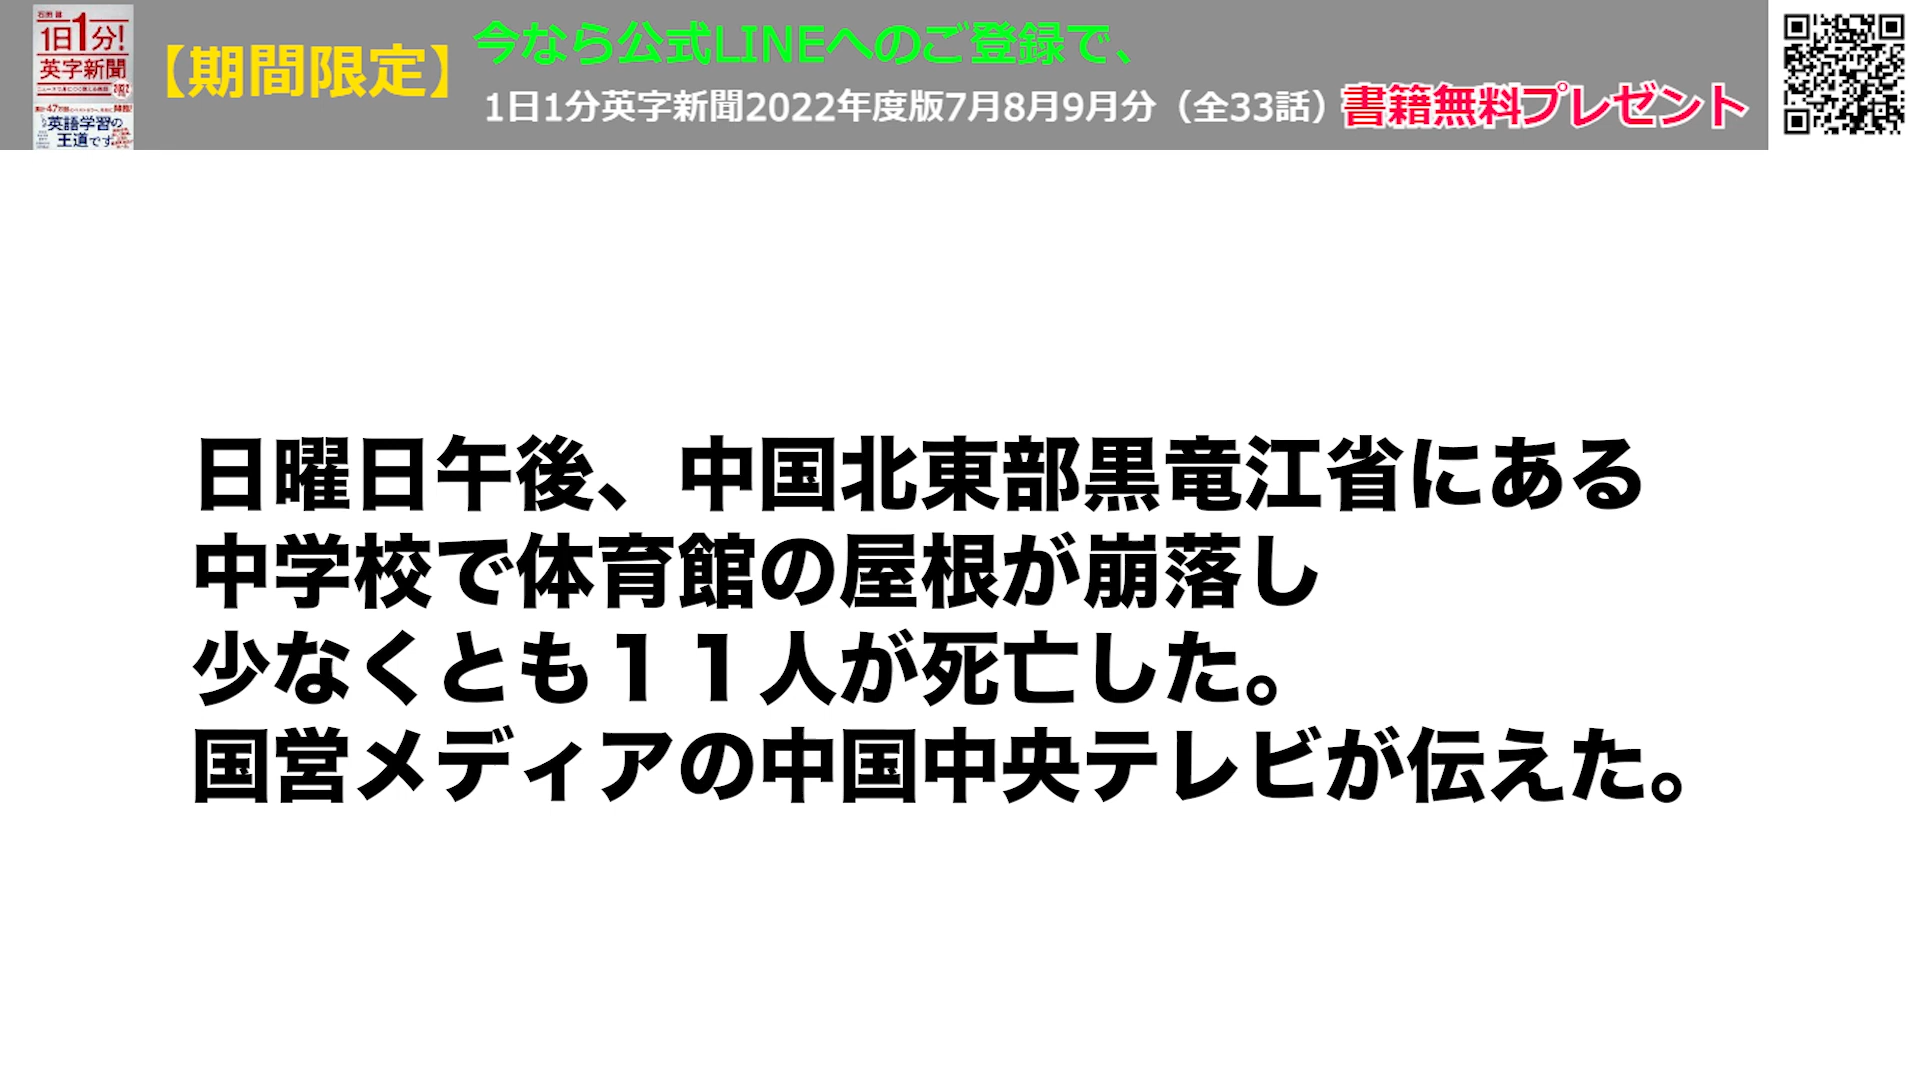 石田 健
1日1分!
英字新聞
2022
英語学習の
王道です
【期間限定】
今なら公式LINEへのご登録で、
1日1分英字新聞2022年度版7月8月9月分（全33話）書籍無料プレゼント
日曜日午後、中国北東部黒竜江省にある
中学校で体育館の屋根が崩落し
少なくとも１１人が死亡した。
国営メディアの中国中央テレビが伝えた。